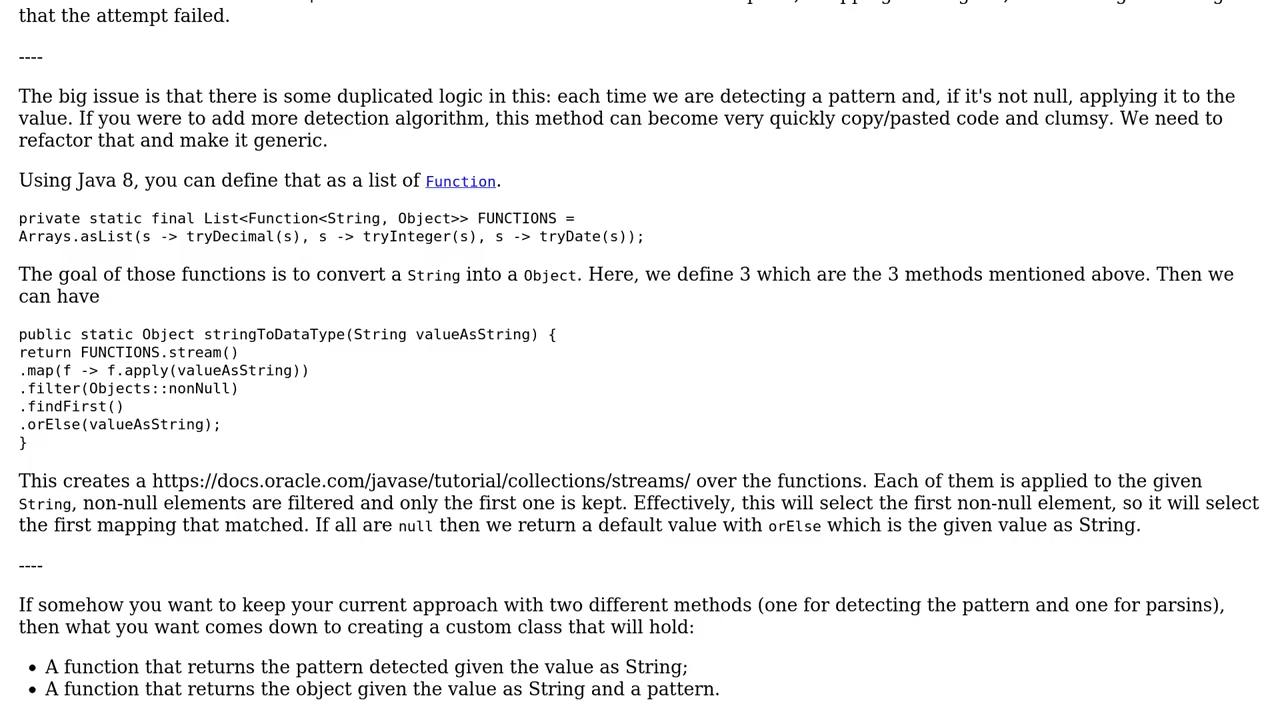 that the attempt failed.
----
The big issue is that there is some duplicated logic in this: each time we are detecting a pattern and, if it's not null, applying it to the
value. If you were to add more detection algorithm, this method can become very quickly copy/pasted code and clumsy. We need to
refactor that and make it generic.
Using Java 8, you can define that as a list of Function.
private static final List<Function<String, Object>> FUNCTIONS =
Arrays.asList(s -> tryDecimal(s), s -> tryInteger(s), s -> tryDate(s));
The goal of those functions is to convert a String into a Object. Here, we define 3 which are the 3 methods mentioned above. Then we
can have
public static Object stringToDataType(String valueAsString) {
return FUNCTIONS.stream()
.map(f -> f.apply(valueAsString))
.filter(Objects::nonNull)
.findFirst()
.orElse(valueAsString);
}
This creates a https://docs.oracle.com/javase/tutorial/collections/streams/ over the functions. Each of them is applied to the given
String, non-null elements are filtered and only the first one is kept. Effectively, this will select the first non-null element, so it will select
the first mapping that matched. If all are null then we return a default value with orElse which is the given value as String.
----
If somehow you want to keep your current approach with two different methods (one for detecting the pattern and one for parsins),
then what you want comes down to creating a custom class that will hold:
• A function that returns the pattern detected given the value as String;
• A function that returns the object given the value as String and a pattern.